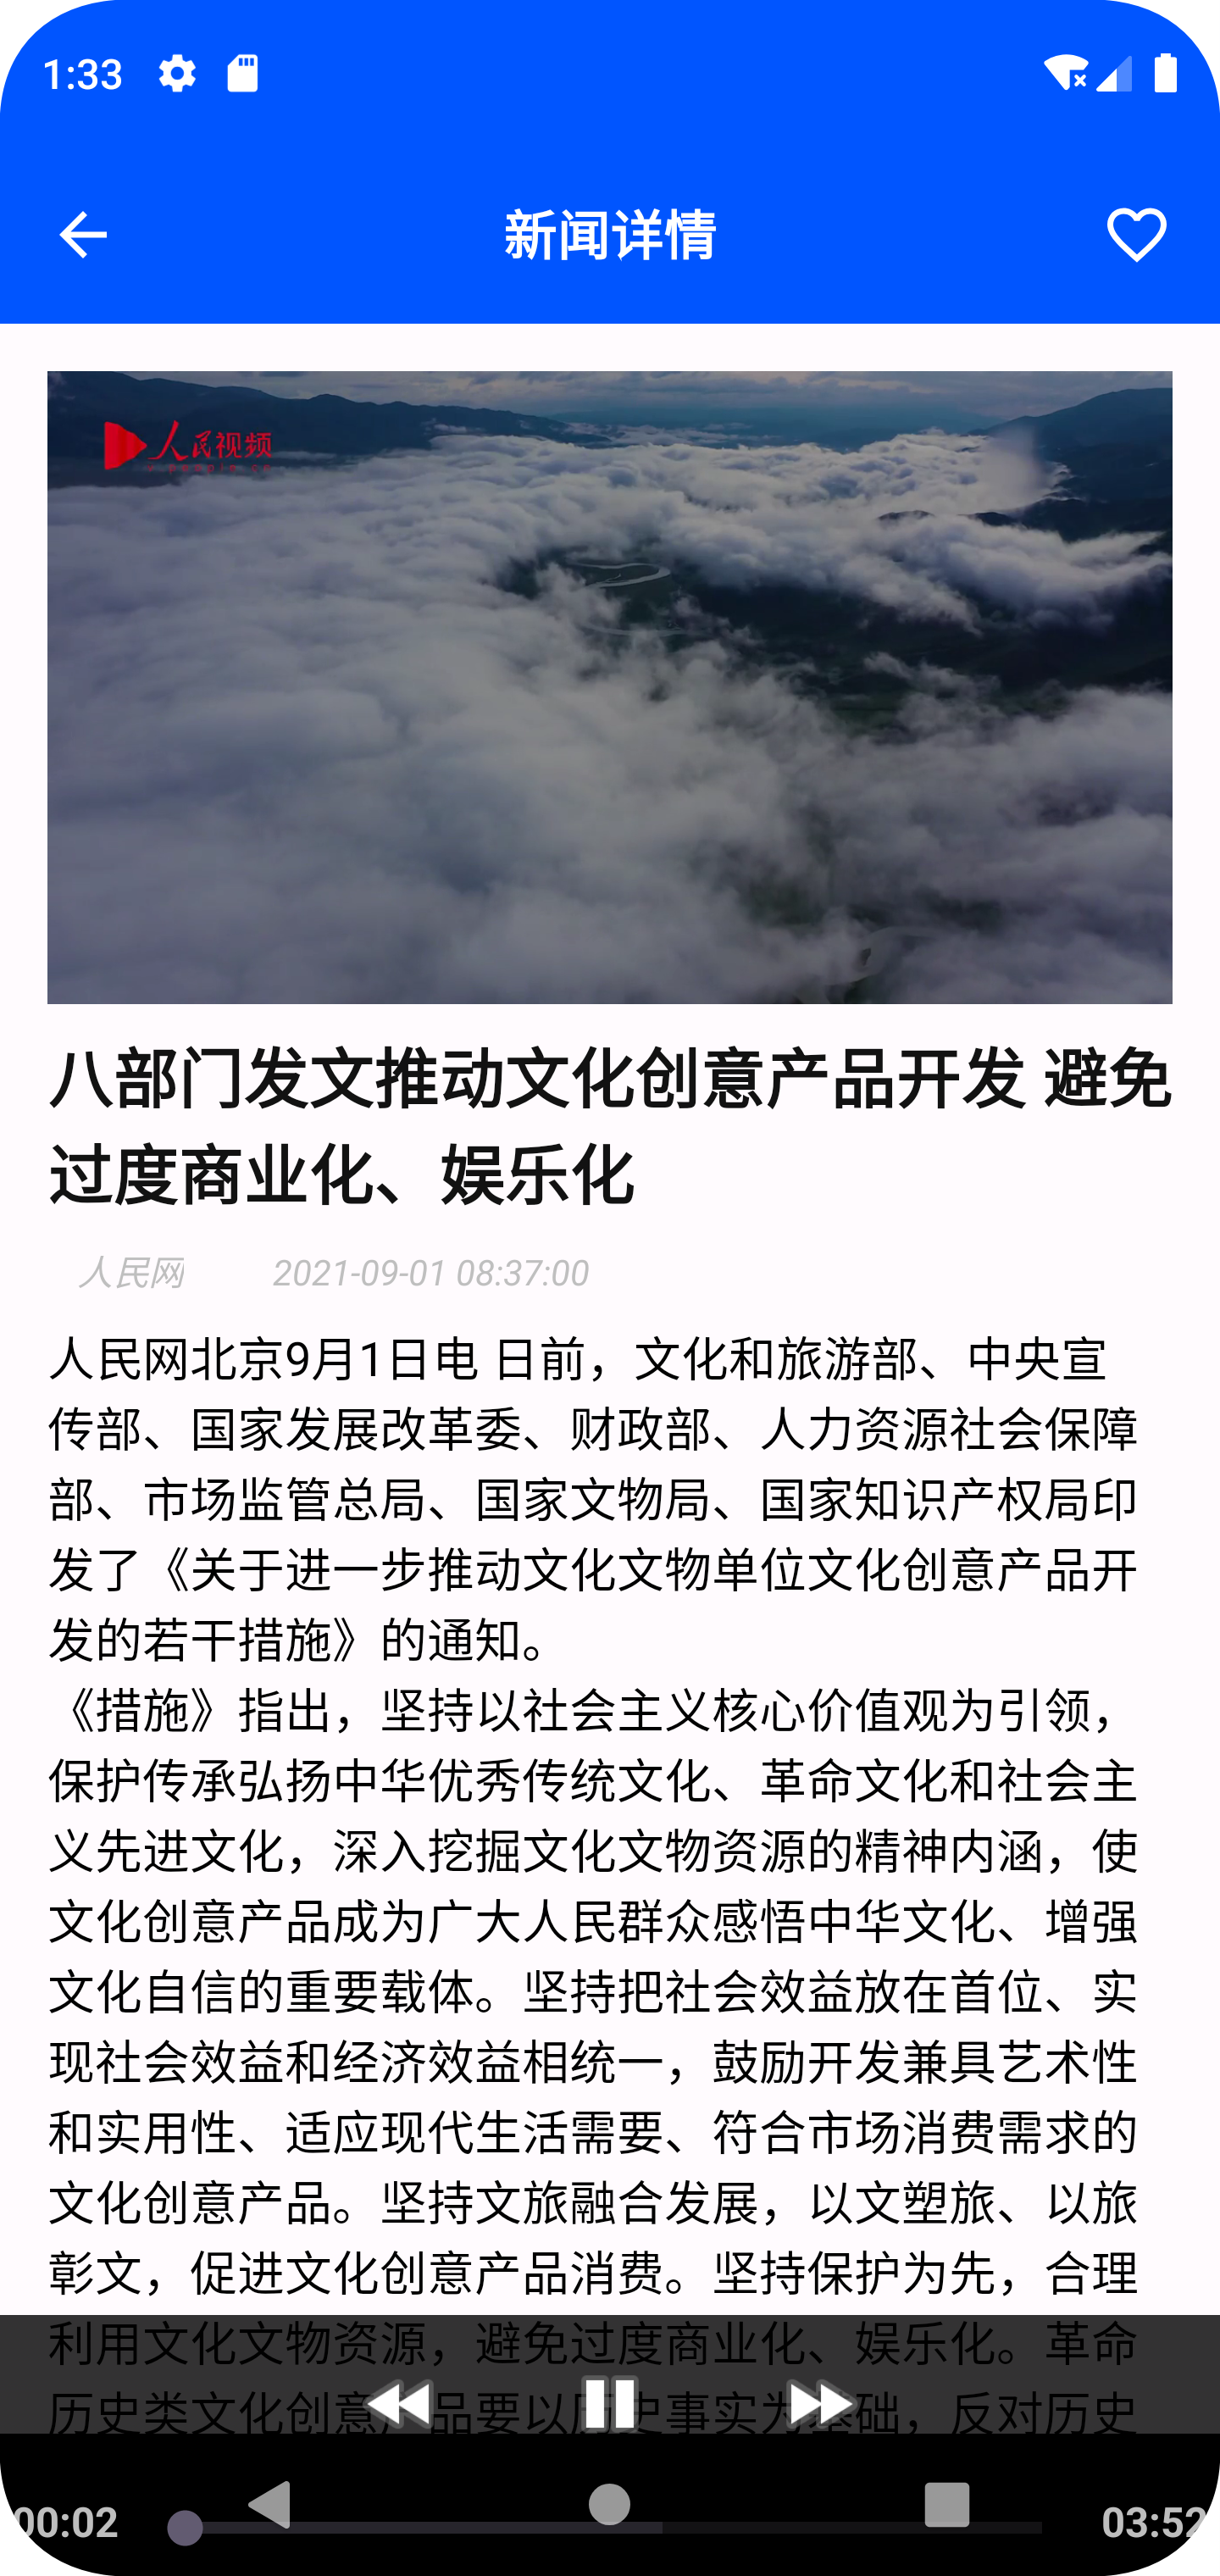 1:33
新闻详情
人民视频
八部门发文推动文化创意产品开发 避免
过度商业化、娱乐化
人民网 2021-09-01 08:37:00
人民网北京9月1日电 日前，文化和旅游部、中央宣
传部、国家发展改革委、财政部、人力资源社会保障
部、市场监管总局、国家文物局、国家知识产权局印
发了《关于进一步推动文化文物单位文化创意产品开
发的若干措施》的通知。
《措施》指出，坚持以社会主义核心价值观为引领，
保护传承弘扬中华优秀传统文化、革命文化和社会主
义先进文化，深入挖掘文化文物资源的精神内涵，使
文化创意产品成为广大人民群众感悟中华文化、增强
文化自信的重要载体。坚持把社会效益放在首位、实
现社会效益和经济效益相统一，鼓励开发兼具艺术性
和实用性、适应现代生活需要、符合市场消费需求的
文化创意产品。坚持文旅融合发展，以文塑旅、以旅
彰文，促进文化创意产品消费。坚持保护为先，合理
利用文化文物资源，避免过度商业化、娱乐化。革命
历史类文化创意产品要以历史事实为基础，反对历史
00:02 03:52